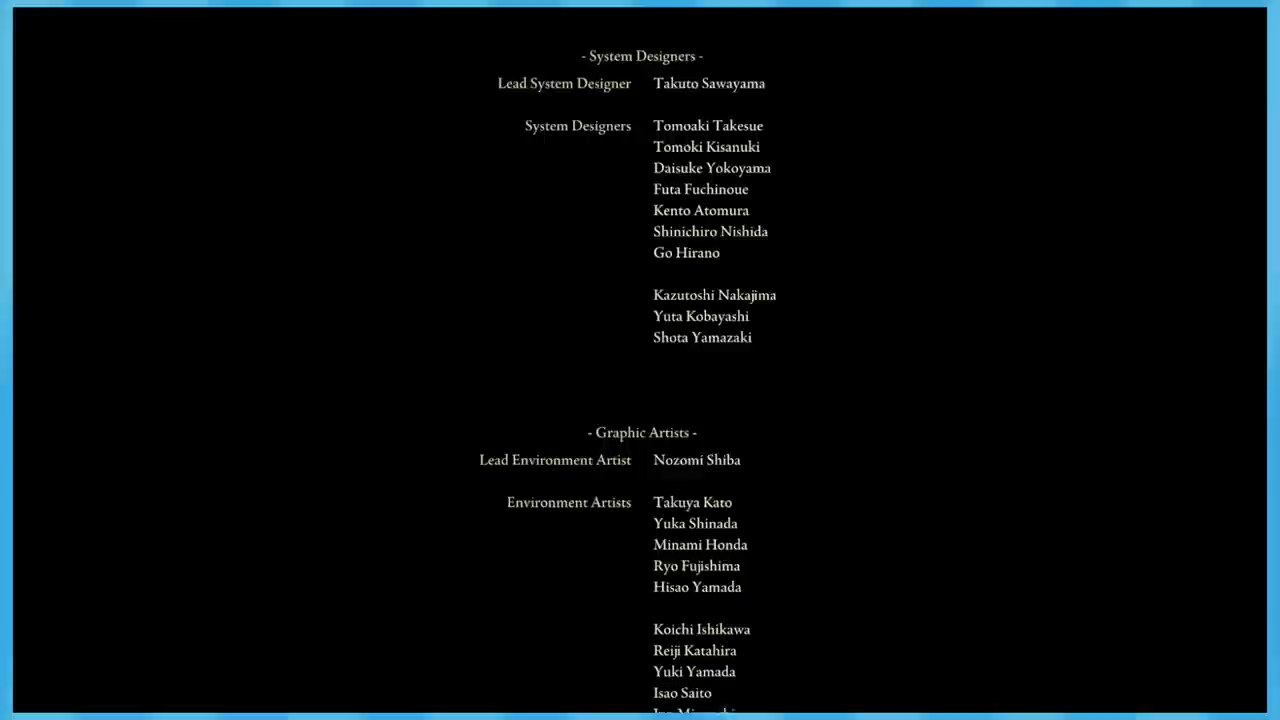 - System Designers -
Lead System Designer Takuto Sawayama
System Designers Tomoaki Takesue
Tomoki Kisanuki
Daisuke Yokoyama
Futa Fuchinoue
Kento Atomura
Shinichiro Nishida
Go Hirano
Kazutoshi Nakajima
Yuta Kobayashi
Shota Yamazaki
- Graphic Artists -
Lead Environment Artist Nozomi Shiba
Environment Artists Takuya Kato
Yuka Shinada
Minami Honda
Ryo Fujishima
Hisao Yamada
Koichi Ishikawa
Reiji Katahira
Yuki Yamada
Isao Saito